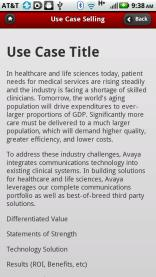 9:38 AM
Use Case Selling
Back
Use Case Title
In healthcare and life sciences today, patient
needs for medical services are rising steadily
and the industry is facing a shortage of skilled
clinicians. Tomorrow, the world's aging
population will drive expenditures to ever-
larger proportions of GDP. Significantly more
care must be delivered to a much larger
population, which will demand higher quality,
greater efficiency, and lower costs.
To address these industry challenges, Avaya
integrates communications technology into
existing clinical systems. In building solutions
for healthcare and life sciences, Avaya
leverages our complete communications
portfolio as well as best-of-breed third party
solutions.
Differentiated Value
Statements of Strength
Technology Solution
Results (ROI, Benefits, etc)